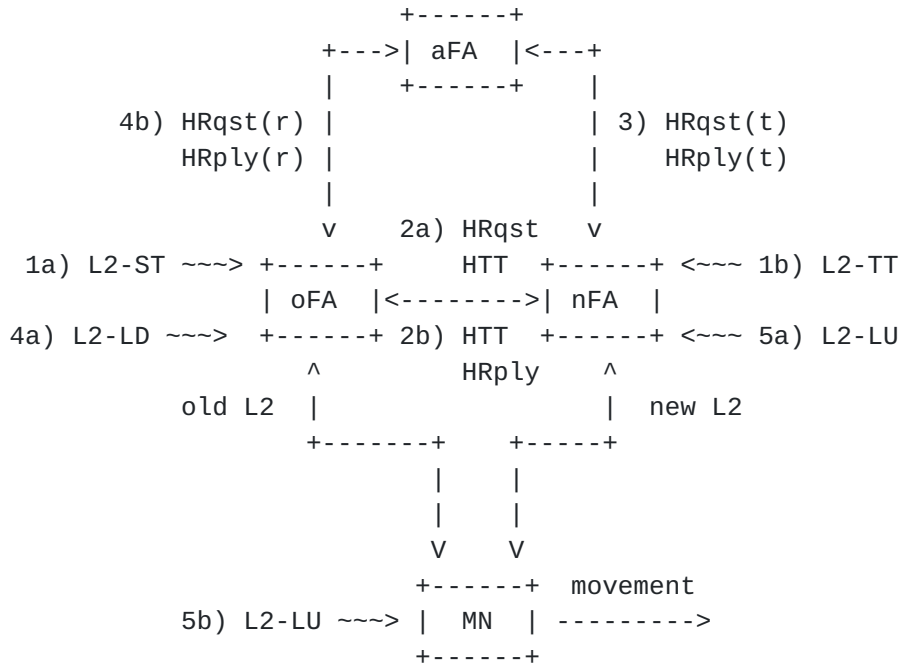 aFA
4b) HRqst(r) 3) HRqst(t)
HRply(r) HRply(t)
2a) HRqst
1a) L2-ST ~~~> HTT <~~~ 1b) L2-TT
oFA nFA
4a) L2-LD ~~~> 2b) HTT <~~~ 5a) L2-LU
HRply
old L2 new L2
movement
5b) L2-LU ~~~> MN